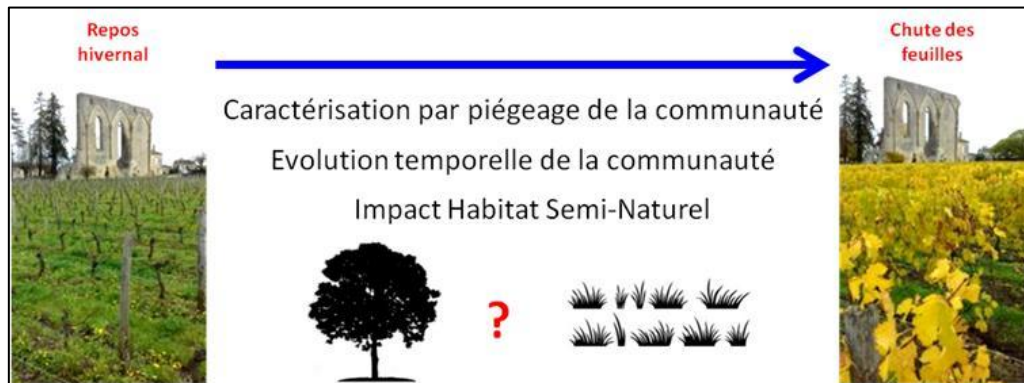 Repos
hivernal
Chute des
feuilles
Caractérisation par piégeage de la communauté
Evolution temporelle de la communauté
Impact Habitat Semi-Naturel
?